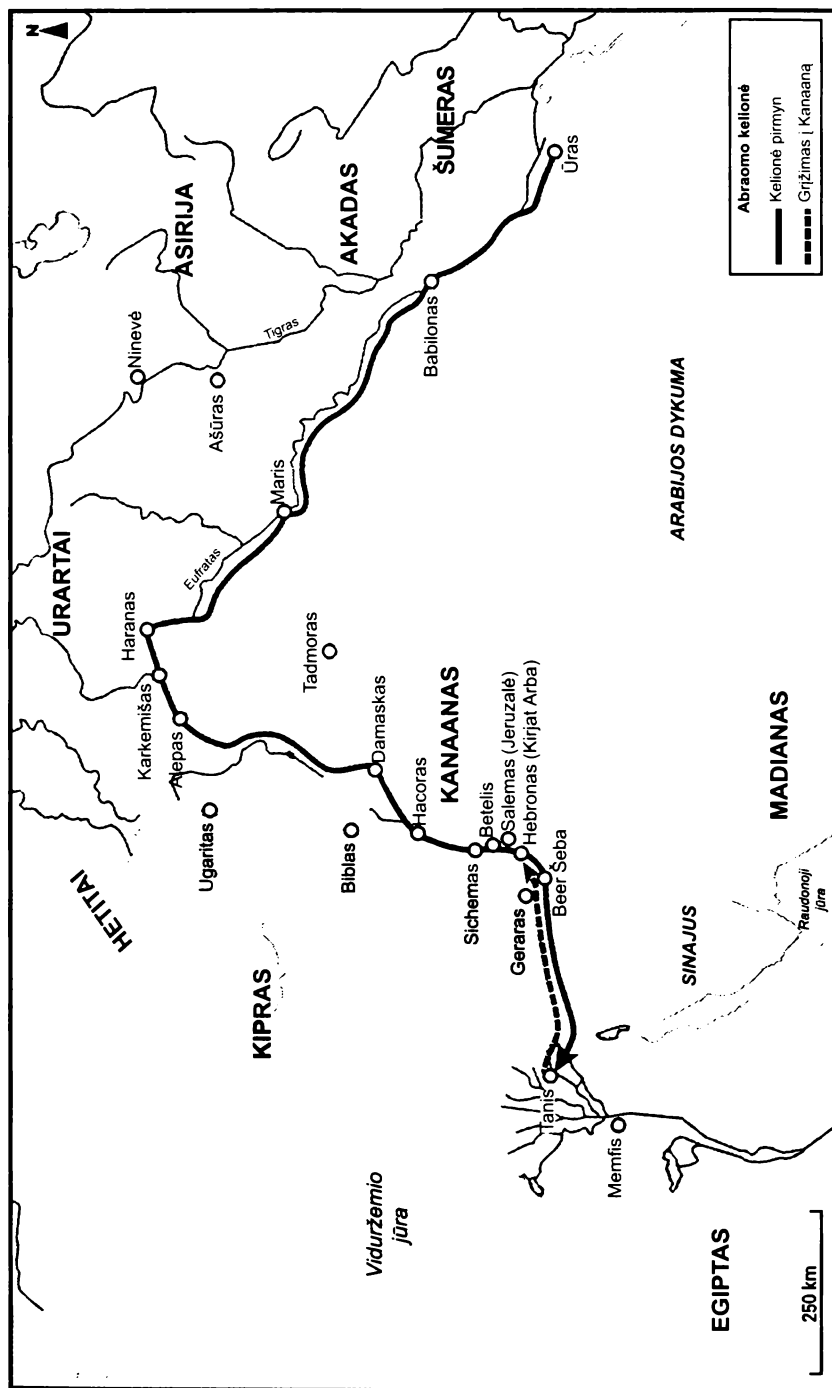 N
HETITAI
URARTAI
ASIRIJA
AKADAS
ŠUMERAS
Karkemišas
Haranas
Alepas
Ninevė
Ašūras
Tigras
Ugaritas
Eufratas
Maris
KIPRAS
Tadmoras
Biblas
Damaskas
Babilonas
Viduržemio
jūra
Hacoras
KANAANAS
Sichemas
Betelis
Salemas (Jeruzalė)
Hebronas (Kirjat Arba)
Geraras
Beer Šeba
Ūras
Tanis
Memfis
SINAJUS
ARABIJOS DYKUMA
EGIPTAS
MADIANAS
Raudonoji
jūra
250 km
Abraomo kelionė
Kelionė pirmyn
Grįžimas į Kanaaną